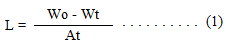 L = Wo - Wt / At . . . . . . . . . . (1)